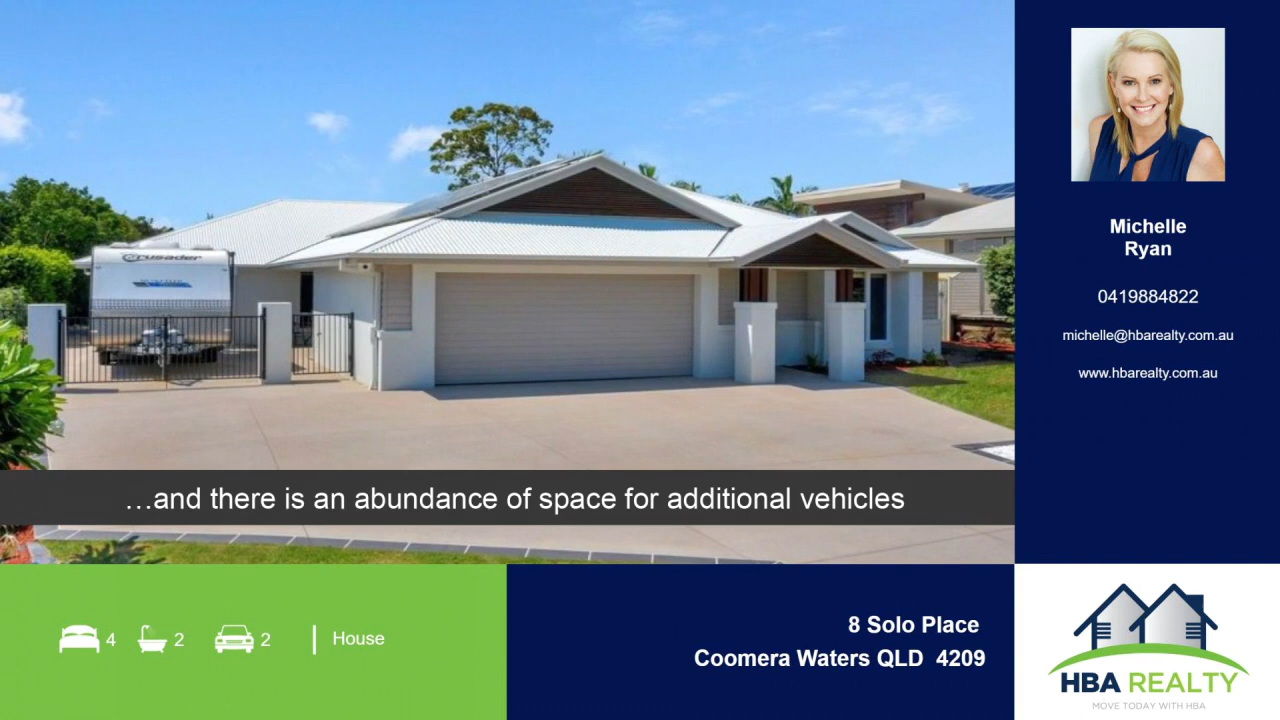 Crusader
Michelle
Ryan
0419884822
michelle@hbarealty.com.au
www.hbarealty.com.au
…and there is an abundance of space for additional vehicles
4 2 2 | House
8 Solo Place
Coomera Waters QLD 4209
HBA REALTY
MOVE TODAY WITH HBA